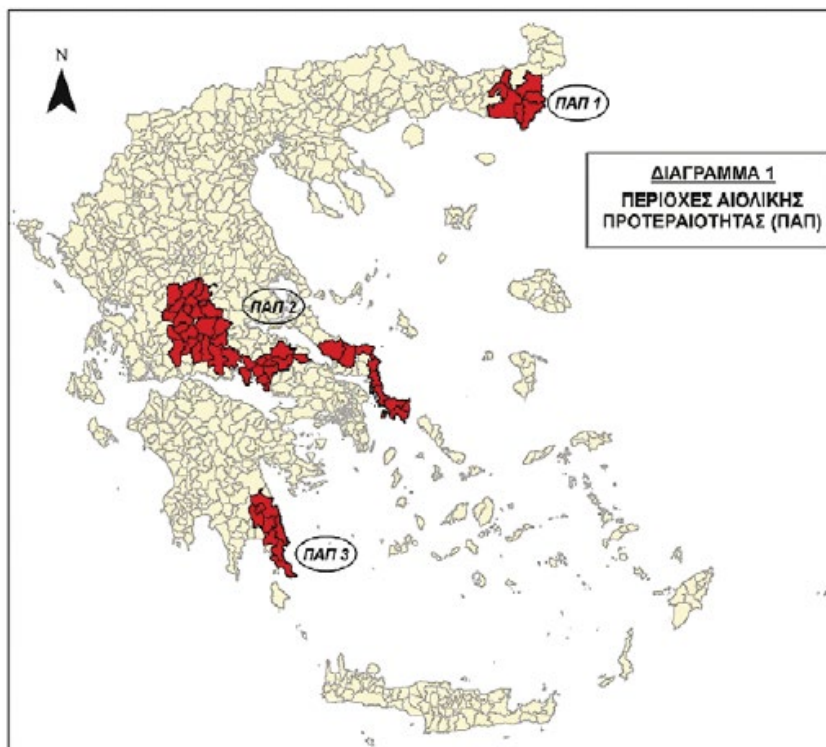 N
ΠΑΠ 1
ΔΙΑΓΡΑΜΜΑ 1
ΠΕΡΙΟΧΕΣ ΑΙΟΛΙΚΗΣ
ΠΡΟΤΕΡΑΙΟΤΗΤΑΣ (ΠΑΠ)
ΠΑΠ 2
ΠΑΠ 3